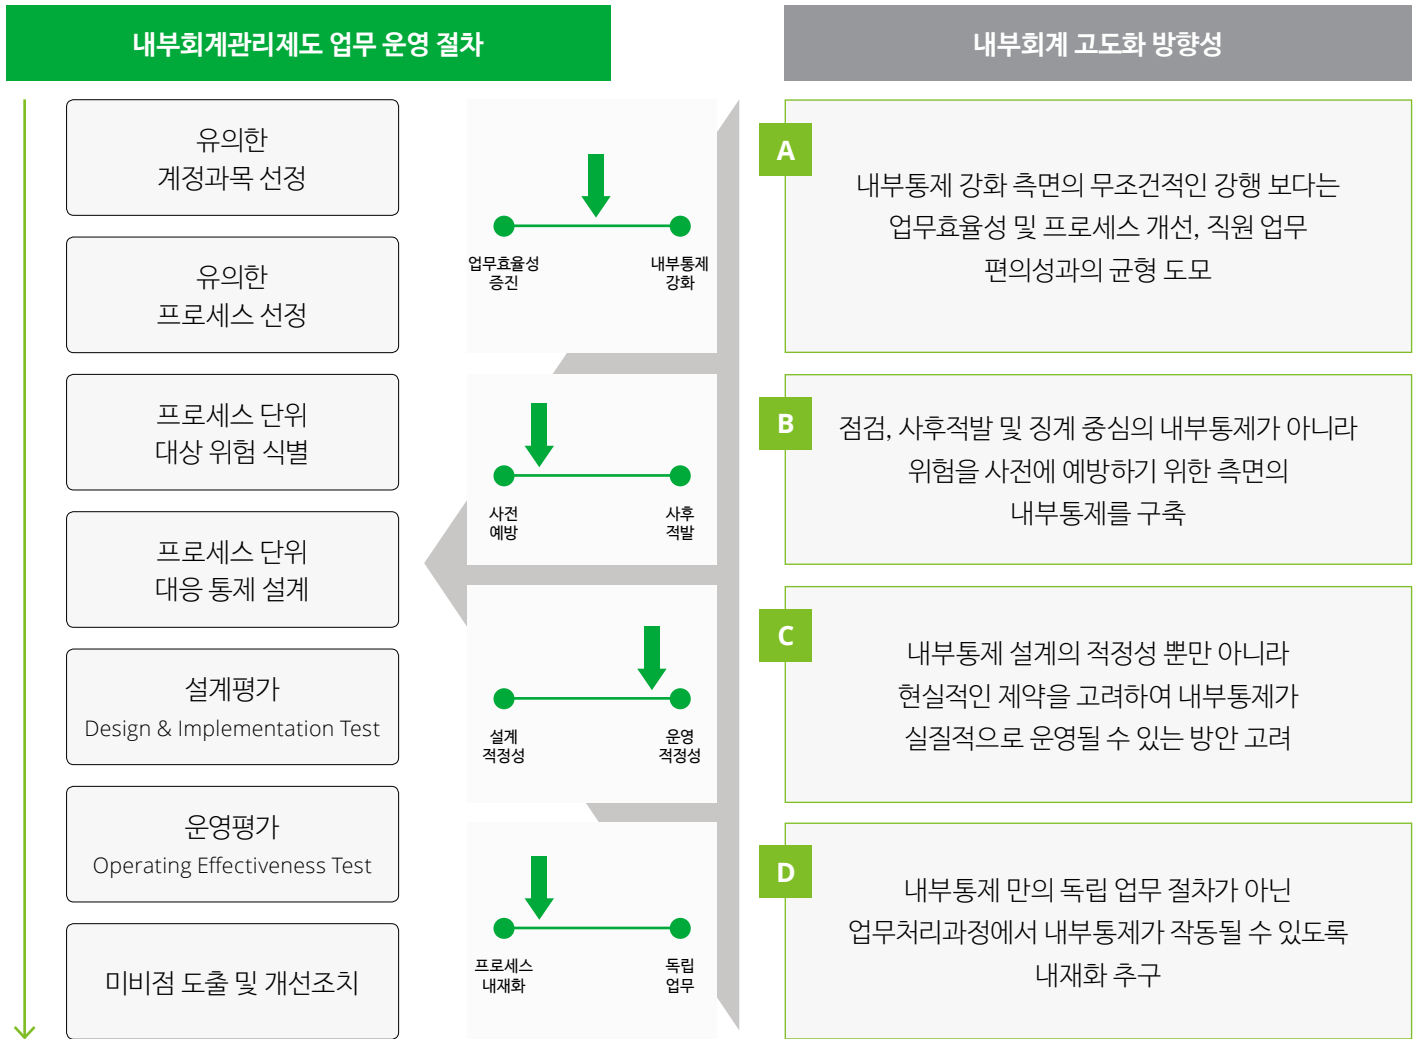 내부회계관리제도 업무 운영 절차
유의한
계정과목 선정
유의한
프로세스 선정
프로세스 단위
대상 위험 식별
프로세스 단위
대응 통제 설계
설계평가
Design & Implementation Test
운영평가
Operating Effectiveness Test
미비점 도출 및 개선조치
업무효율성
증진
내부통제
강화
사전
예방
사후
적발
설계
적정성
운영
적정성
프로세스
내재화
독립
업무
내부회계 고도화 방향성
A
내부통제 강화 측면의 무조건적인 강행 보다는
업무효율성 및 프로세스 개선, 직원 업무
편의성과의 균형 도모
B
점검, 사후적발 및 징계 중심의 내부통제가 아니라
위험을 사전에 예방하기 위한 측면의
내부통제를 구축
C
내부통제 설계의 적정성 뿐만 아니라
현실적인 제약을 고려하여 내부통제가
실질적으로 운영될 수 있는 방안 고려
D
내부통제 만의 독립 업무 절차가 아닌
업무처리과정에서 내부통제가 작동될 수 있도록
내재화 추구